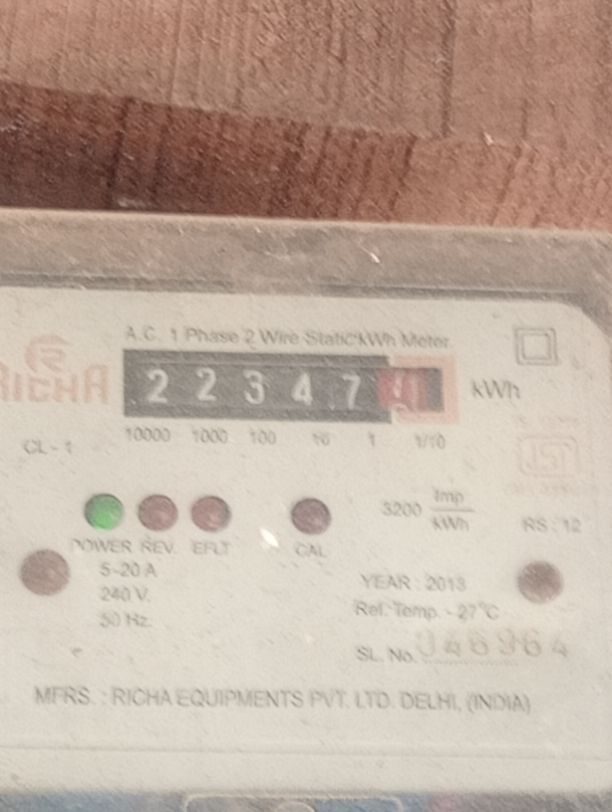 A.C. 1 Phase 2 Wire Static kWh Meter
RICHA
2 2 3 4 7 kWh
10000 1000 100 10 1 1/10
CL - 1
ISI
3200 Imp/kWh
RS : 12
POWER REV. EFLT CAL
5-20 A
240 V.
50 Hz.
YEAR : 2013
Ref. Temp. - 27°C
SL. No. 946964
MFRS. : RICHA EQUIPMENTS PVT. LTD. DELHI, (INDIA)